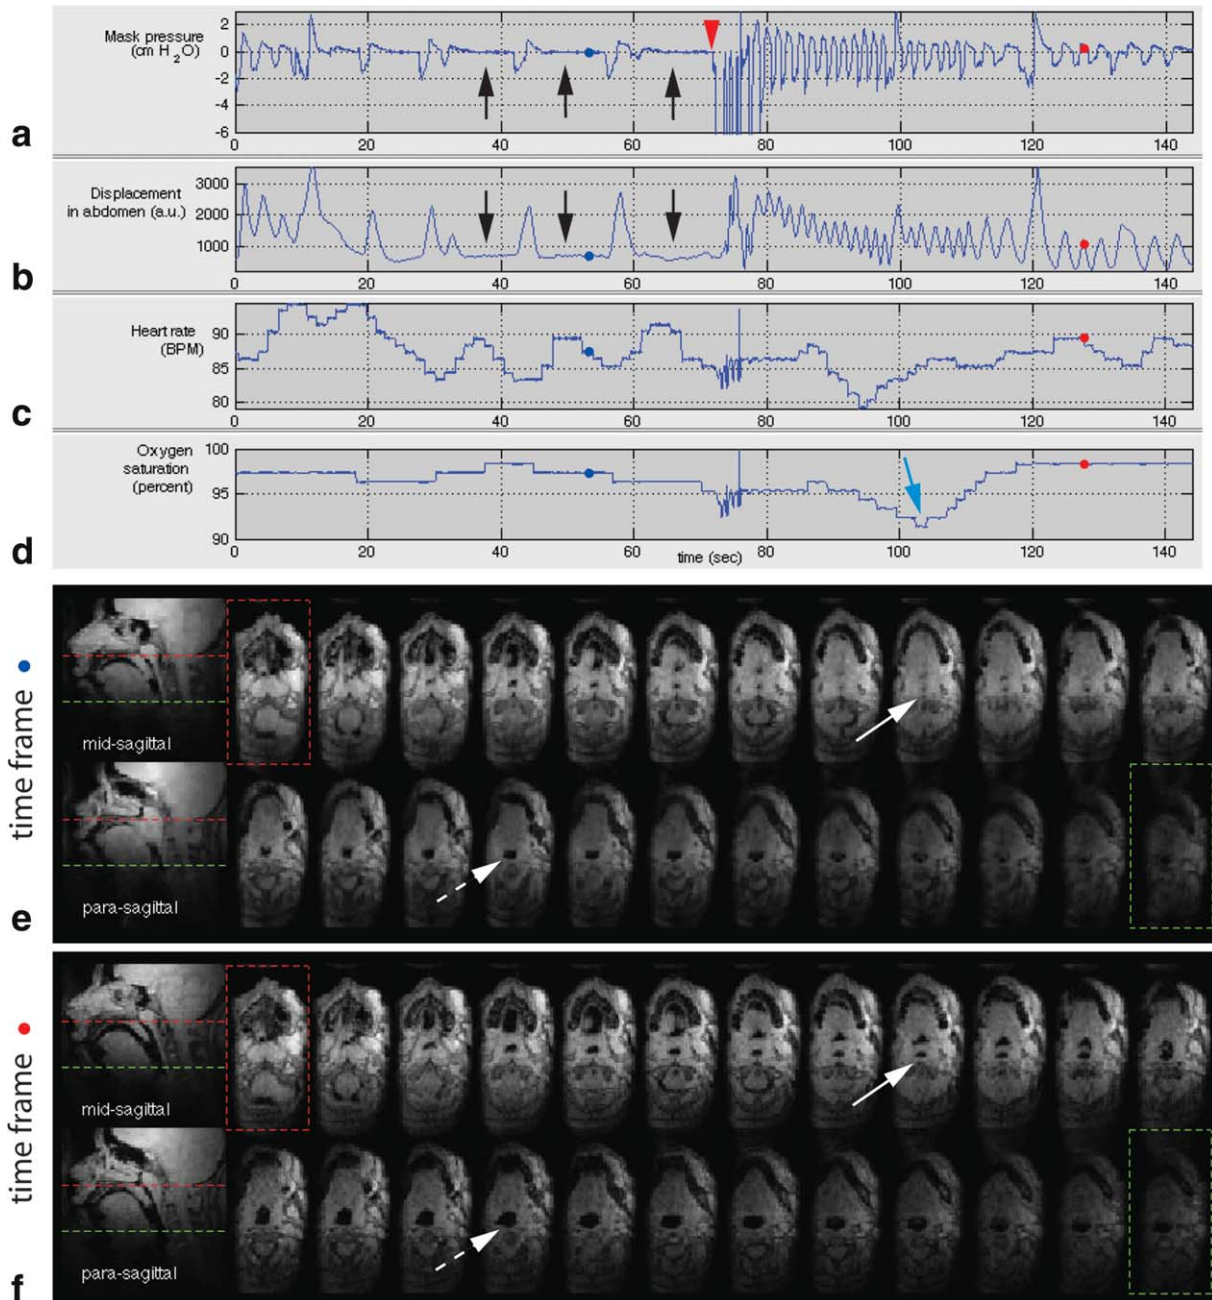 Mask pressure
(cm H2O)
2
0
-2
-4
-6
0 20 40 60 80 100 120 140
a
Displacement
in abdomen (a.u.)
3000
2000
1000
0 20 40 60 80 100 120 140
b
Heart rate
(BPM)
90
85
80
0 20 40 60 80 100 120 140
c
Oxygen
saturation
(percent)
100
95
90
0 20 40 60 80 100 120 140
time (sec)
d
time frame
mid-sagittal
para-sagittal
e
time frame
mid-sagittal
para-sagittal
f